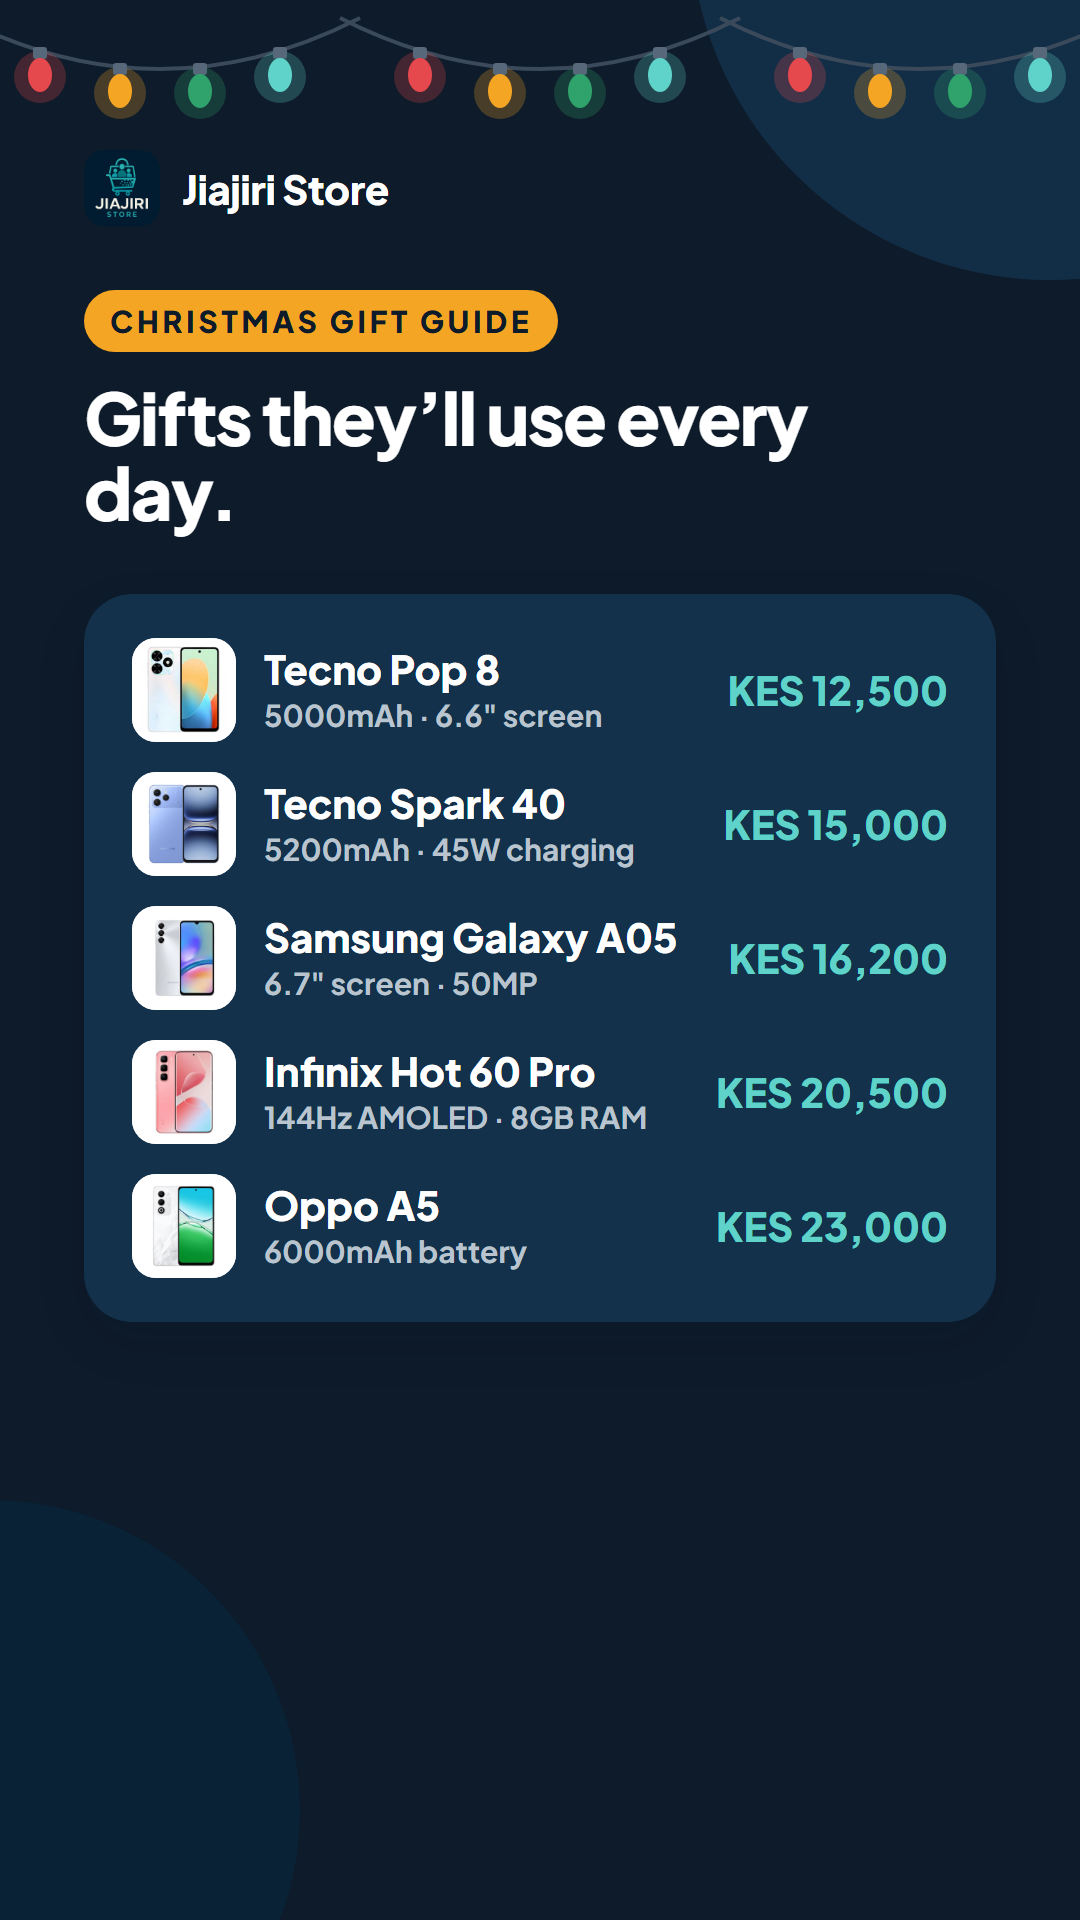 JIAJIRI
STORE
Jiajiri Store
CHRISTMAS GIFT GUIDE
Gifts they’ll use every
day.
Tecno Pop 8
5000mAh · 6.6" screen
KES 12,500
Tecno Spark 40
5200mAh · 45W charging
KES 15,000
Samsung Galaxy A05
6.7" screen · 50MP
KES 16,200
Infinix Hot 60 Pro
144Hz AMOLED · 8GB RAM
KES 20,500
Oppo A5
6000mAh battery
KES 23,000